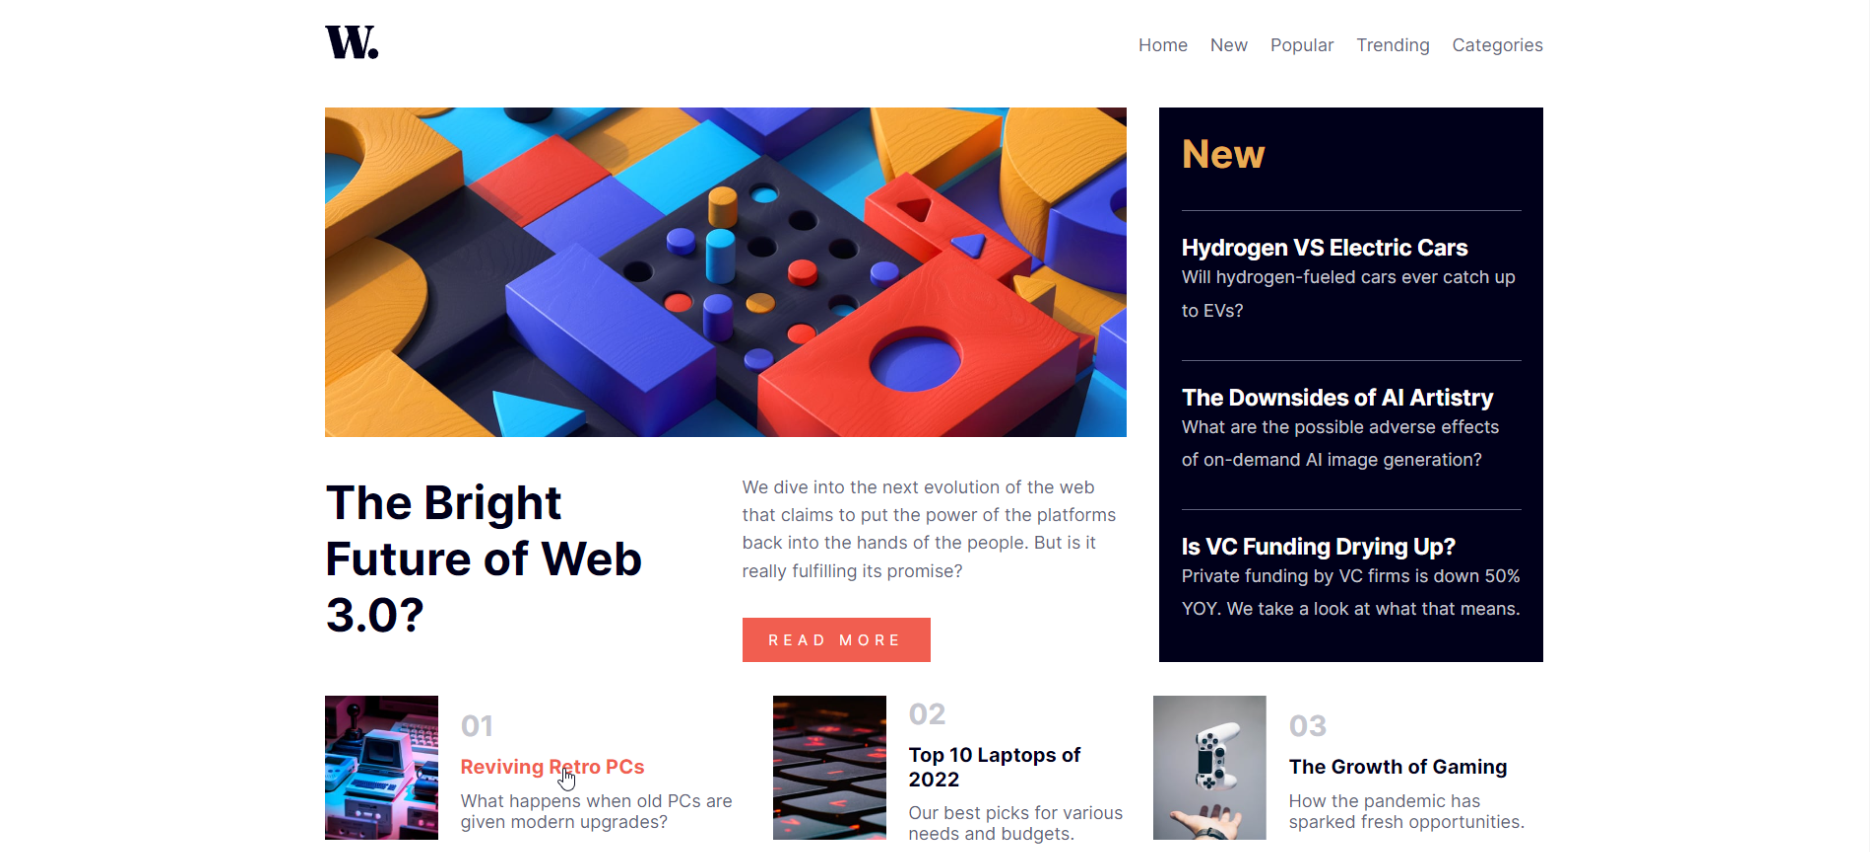 W.
Home New Popular Trending Categories
The Bright
Future of Web
3.0?
We dive into the next evolution of the web
that claims to put the power of the platforms
back into the hands of the people. But is it
really fulfilling its promise?
READ MORE
New
Hydrogen VS Electric Cars
Will hydrogen-fueled cars ever catch up
to EVs?
The Downsides of AI Artistry
What are the possible adverse effects
of on-demand AI image generation?
Is VC Funding Drying Up?
Private funding by VC firms is down 50%
YOY. We take a look at what that means.
01
Reviving Retro PCs
What happens when old PCs are
given modern upgrades?
02
Top 10 Laptops of
2022
Our best picks for various
needs and budgets.
03
The Growth of Gaming
How the pandemic has
sparked fresh opportunities.